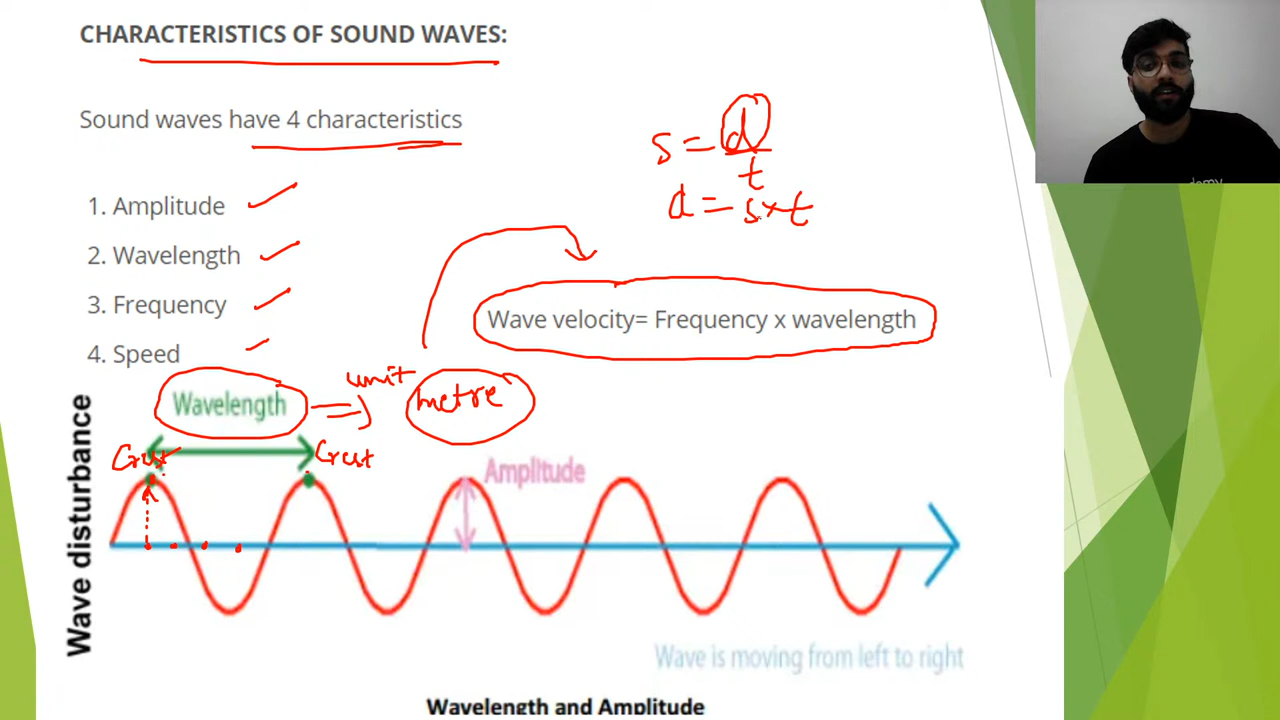 CHARACTERISTICS OF SOUND WAVES:
Sound waves have 4 characteristics
1. Amplitude
2. Wavelength
3. Frequency
4. Speed
s = d
t
d = s x t
Wave velocity= Frequency x wavelength
Wavelength
unit
metre
Crest
Crest
Amplitude
Wave disturbance
Wave is moving from left to right
Wavelength and Amplitude